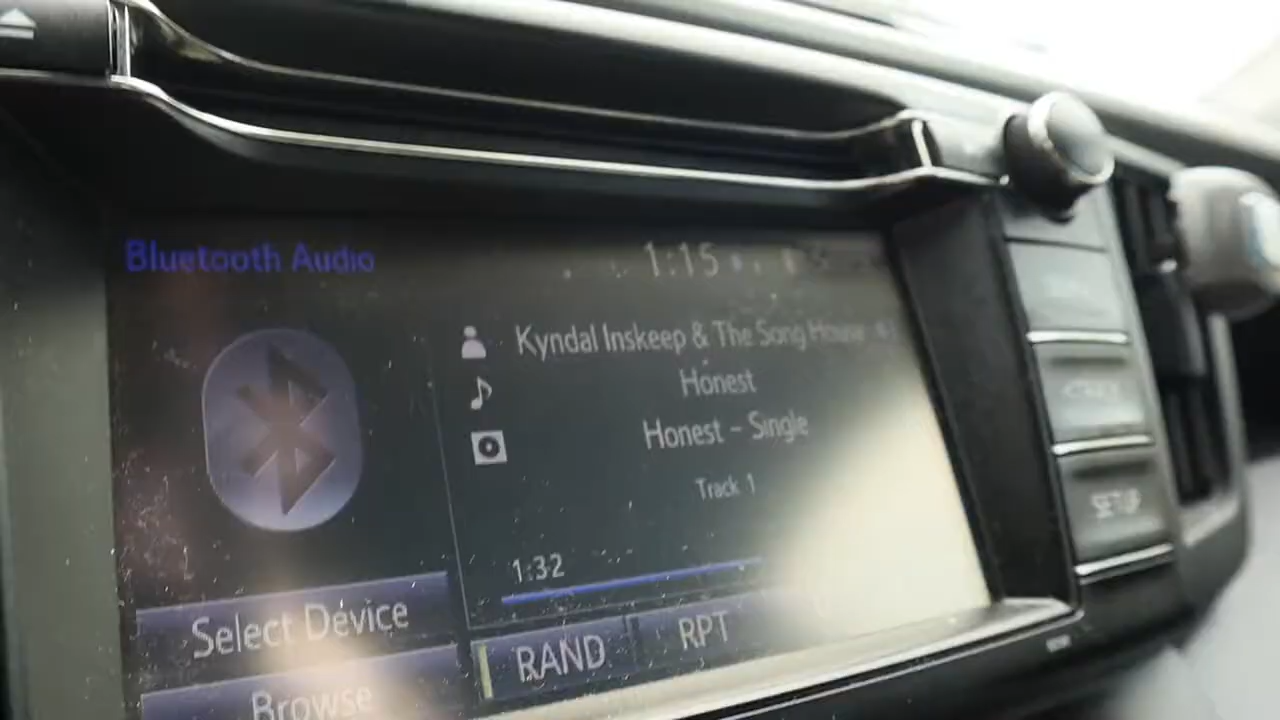 Bluetooth Audio
1:15
Kyndal Inskeep & The Song House
Honest
Honest - Single
Track 1
1:32
Select Device
RAND
RPT
Browse
SETUP